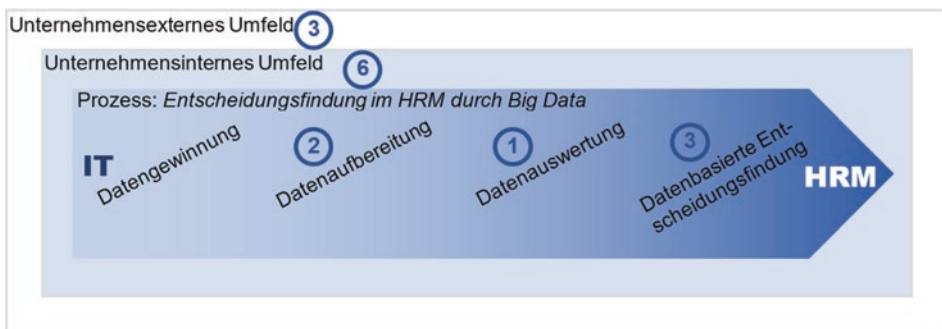 Unternehmensexternes Umfeld 3
Unternehmensinternes Umfeld 6
Prozess: Entscheidungsfindung im HRM durch Big Data
IT
Datengewinnung
2
Datenaufbereitung
1
Datenauswertung
3
Datenbasierte Ent-
scheidungsfindung
HRM